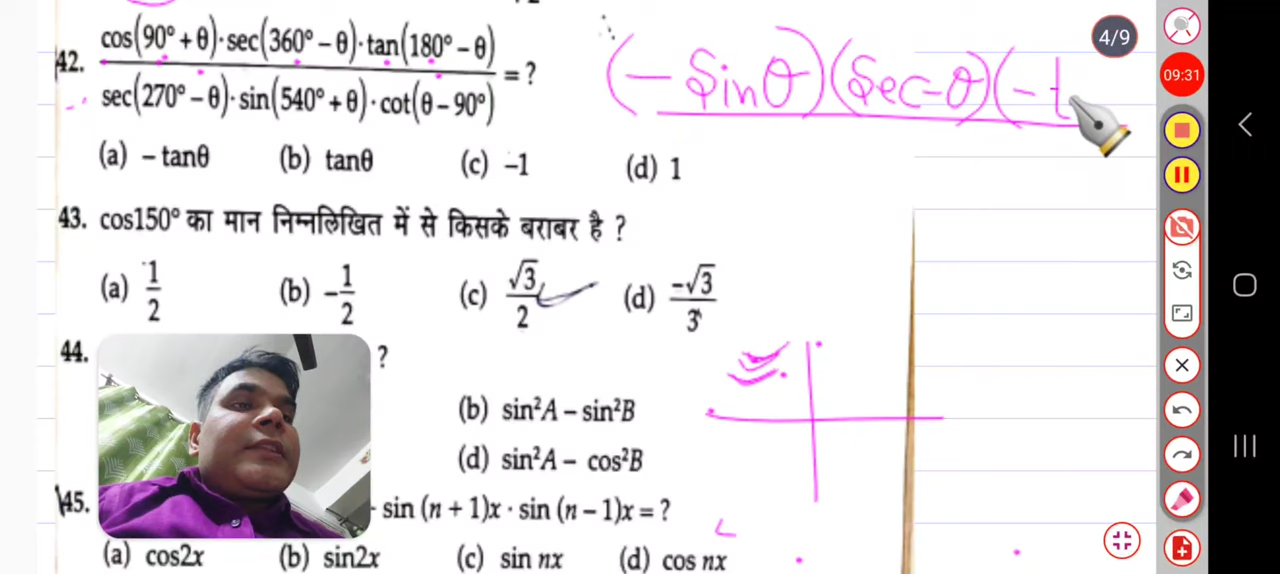 42. cos(90° + θ)·sec(360° − θ)·tan(180° − θ) / sec(270° − θ)·sin(540° + θ)·cot(θ − 90°) = ?
(− Sinθ)(Sec−θ)(− t
(a) − tanθ (b) tanθ (c) −1 (d) 1
43. cos150° का मान निम्नलिखित में से किसके बराबर है ?
(a) 1/2 (b) −1/2 (c) √3/2 (d) −√3/3
44. ?
(b) sin²A − sin²B
(d) sin²A − cos²B
45. sin (n + 1)x · sin (n − 1)x = ?
(a) cos2x (b) sin2x (c) sin nx (d) cos nx
4/9
09:31